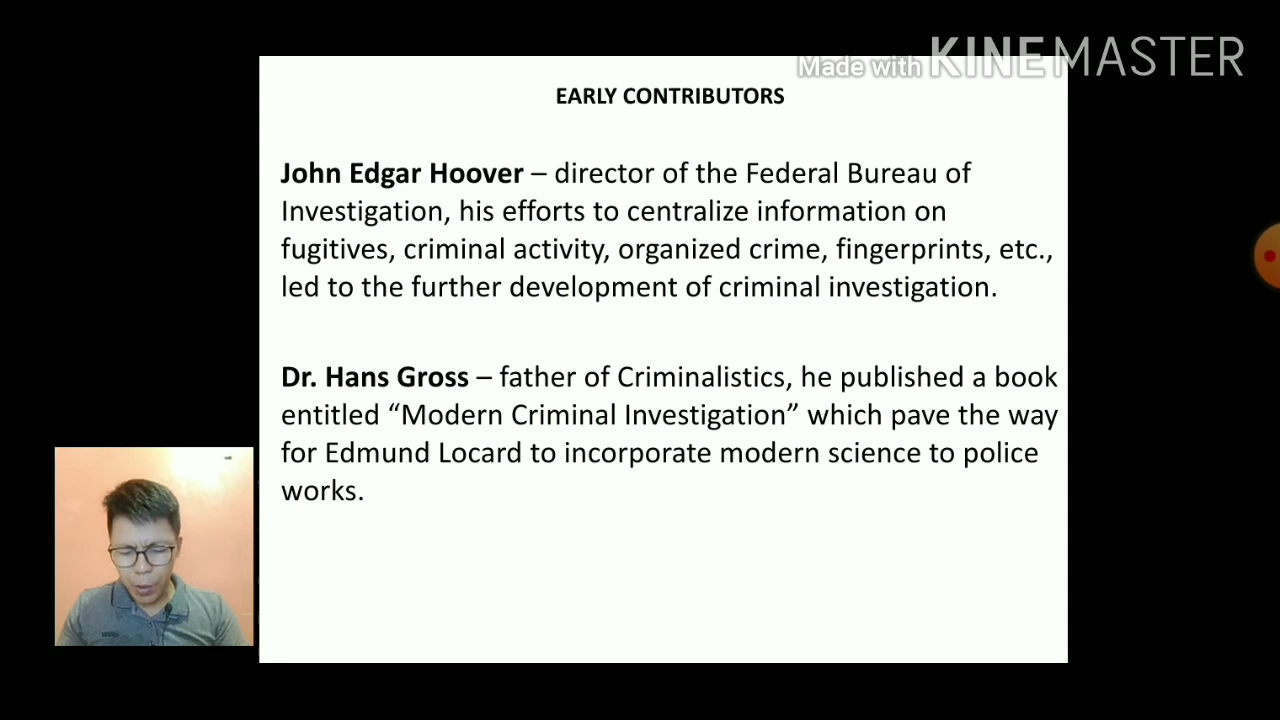 Made with KINEMASTER
EARLY CONTRIBUTORS
John Edgar Hoover – director of the Federal Bureau of
Investigation, his efforts to centralize information on
fugitives, criminal activity, organized crime, fingerprints, etc.,
led to the further development of criminal investigation.
Dr. Hans Gross – father of Criminalistics, he published a book
entitled “Modern Criminal Investigation” which pave the way
for Edmund Locard to incorporate modern science to police
works.